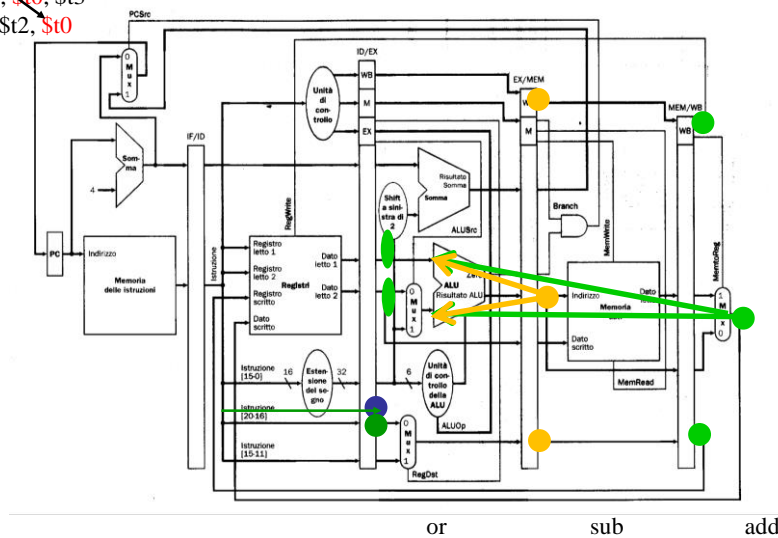 $t0, $t3
$t2, $t0
PCSrc
0
M
u
x
1
ID/EX
WB
M
EX
Unità
di
con-
trollo
EX/MEM
M
MEM/WB
WB
IF/ID
Som-
ma
4
Somma
Risultato
Somma
Shift
a sini-
stra di
2
Branch
RegWrite
ALUSrc
MemWrite
MemtoReg
PC
Indirizzo
Memoria
delle istruzioni
Istruzione
Registro
letto 1
Registro
letto 2
Registro
scritto
Dato
scritto
Registri
Dato
letto 1
Dato
letto 2
0
M
u
x
1
Zero
ALU
Risultato ALU
Indirizzo
Memoria
Dato
scritto
MemRead
1
M
0
Istruzione
[15-0]
16
Esten-
sione
del se-
gno
32
6
Unità
di con-
trollo
della
ALU
ALUOp
Istruzione
[20-16]
Istruzione
[15-11]
0
M
u
x
1
RegDst
or sub add